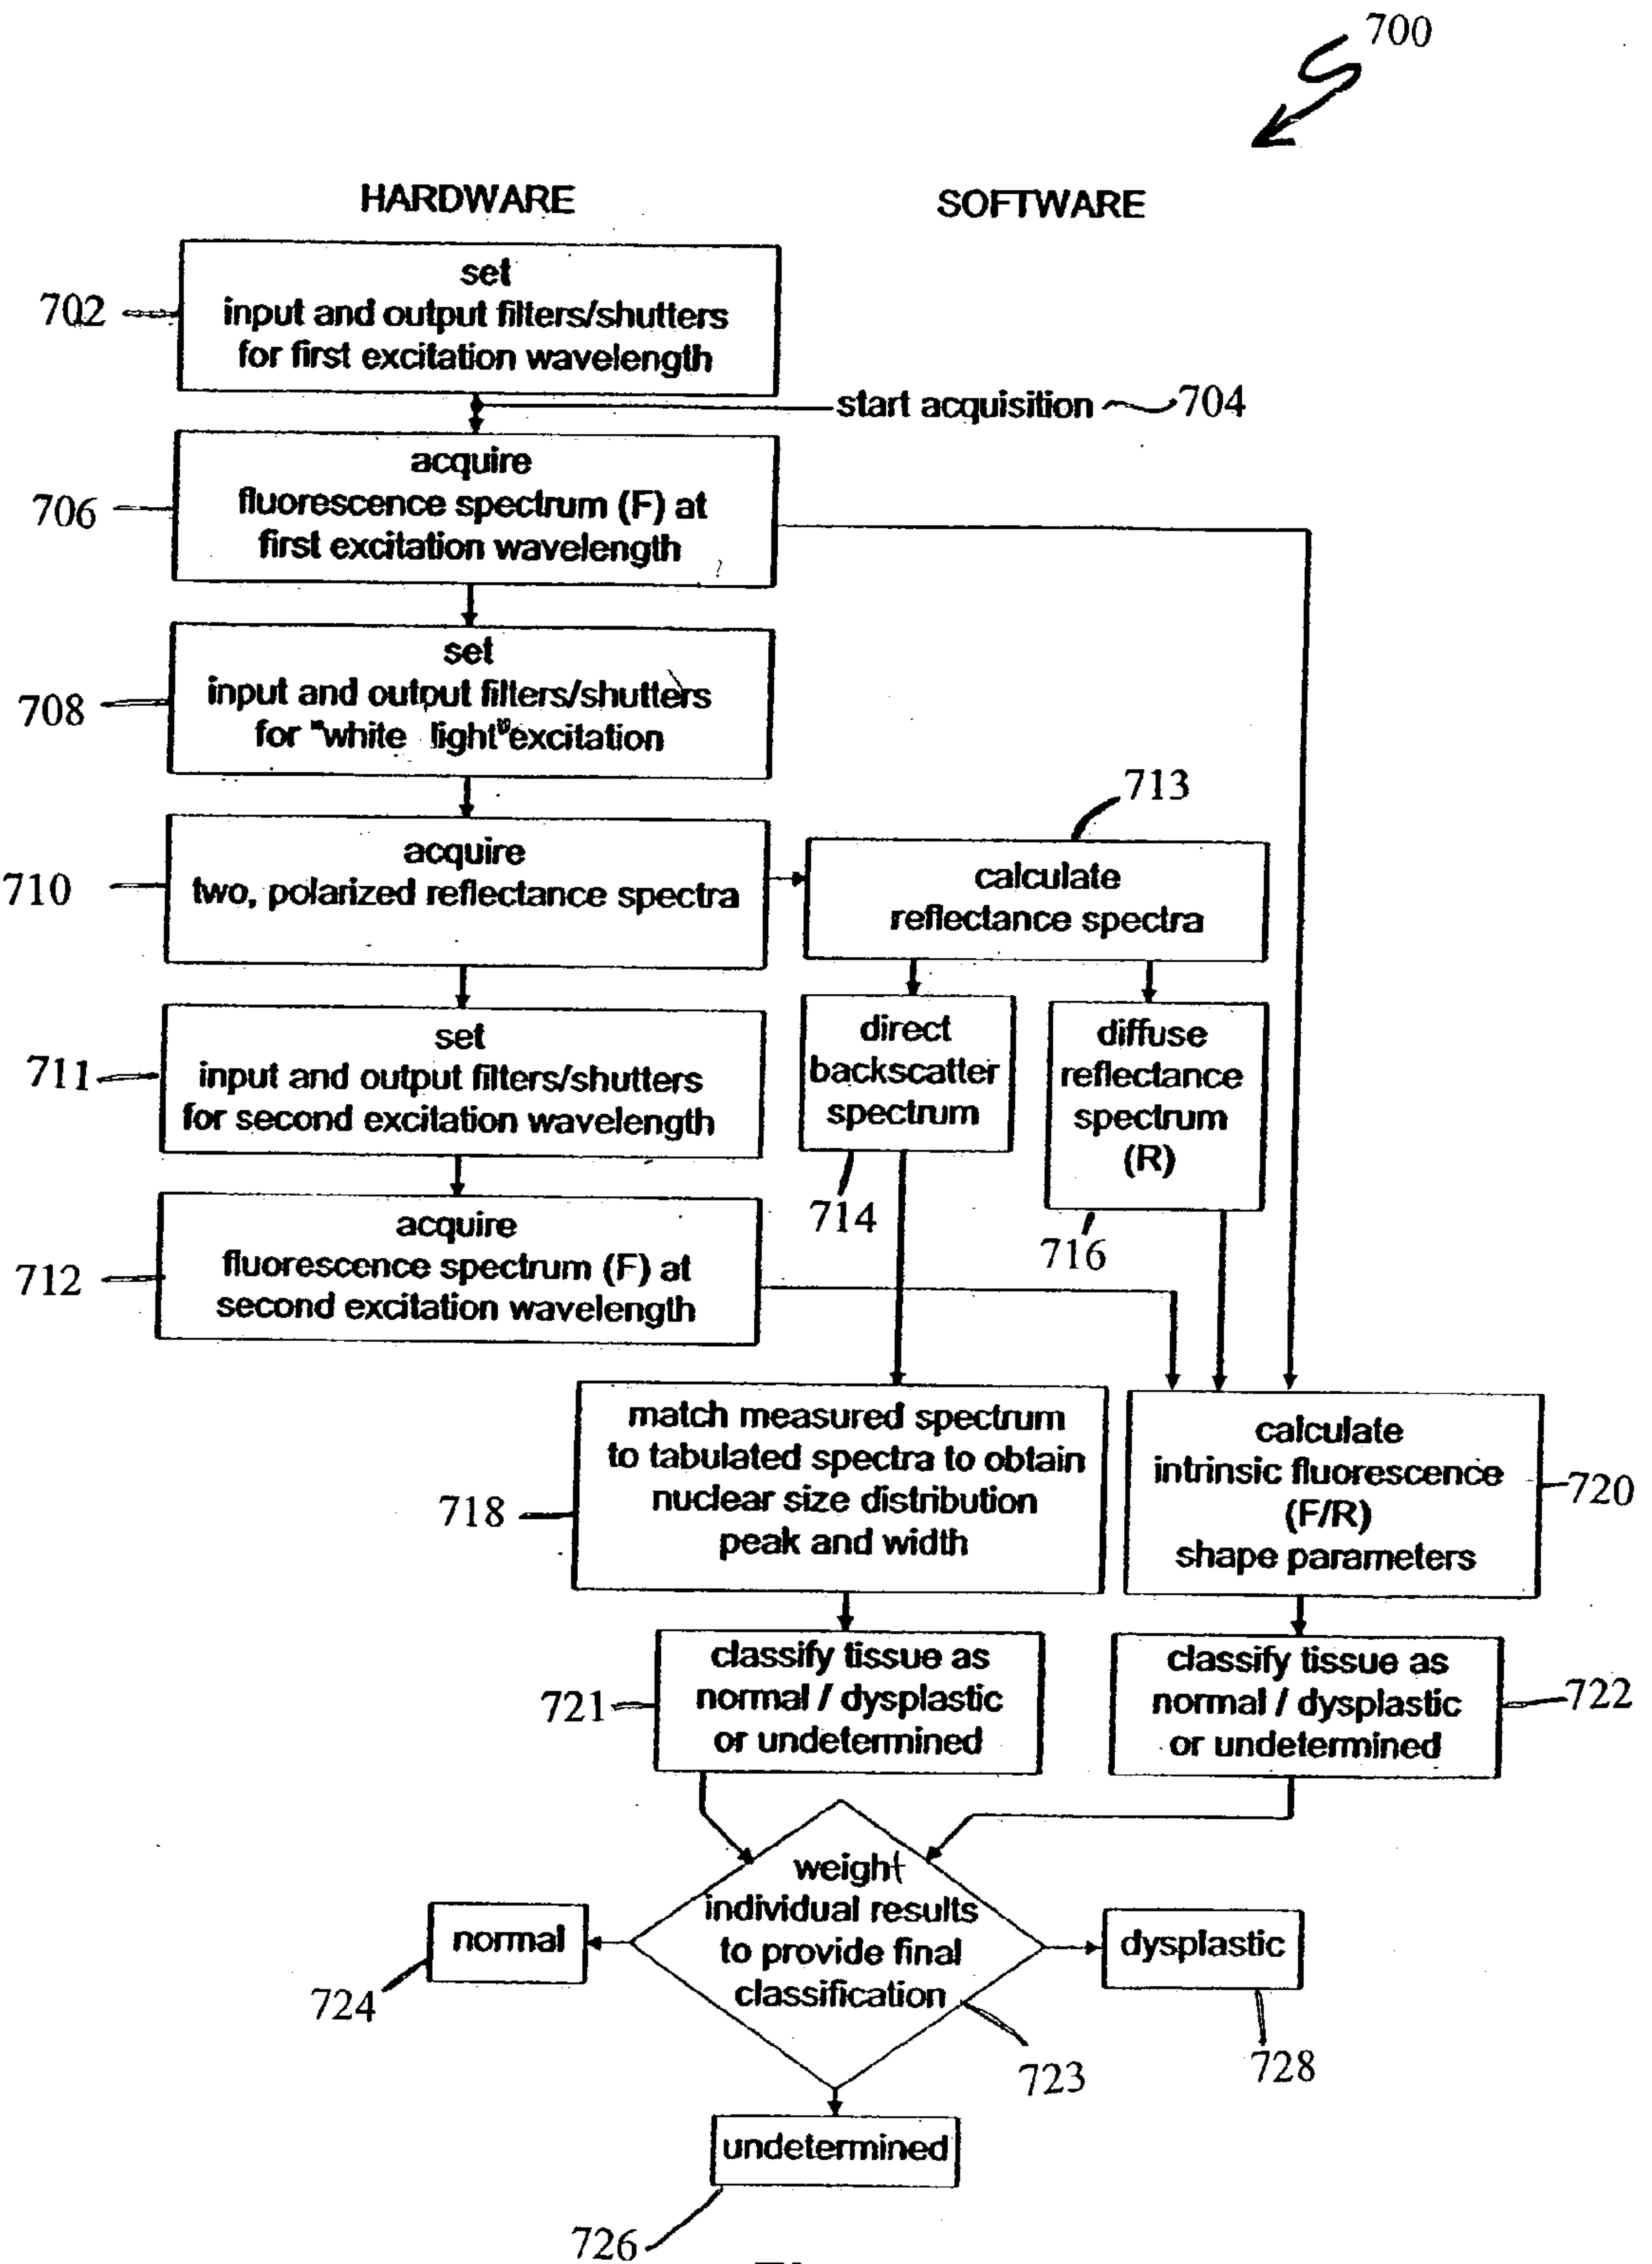 700
HARDWARE
SOFTWARE
set
input and output filters/shutters
for first excitation wavelength
702
start acquisition
704
acquire
fluorescence spectrum (F) at
first excitation wavelength
706
set
input and output filters/shutters
for "white light" excitation
708
713
acquire
two, polarized reflectance spectra
710
calculate
reflectance spectra
set
input and output filters/shutters
for second excitation wavelength
711
direct
backscatter
spectrum
714
diffuse
reflectance
spectrum
(R)
716
acquire
fluorescence spectrum (F) at
second excitation wavelength
712
match measured spectrum
to tabulated spectra to obtain
nuclear size distribution
peak and width
718
calculate
intrinsic fluorescence
(F/R)
shape parameters
720
classify tissue as
normal / dysplastic
or undetermined
721
classify tissue as
normal / dysplastic
or undetermined
722
weight
individual results
to provide final
classification
723
normal
724
dysplastic
728
undetermined
726